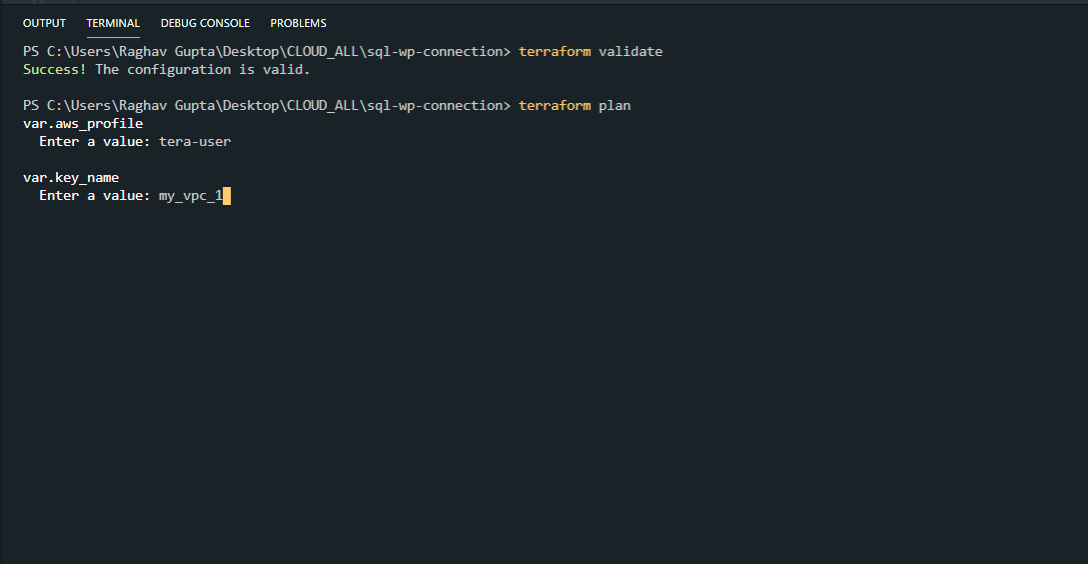 OUTPUT TERMINAL DEBUG CONSOLE PROBLEMS
PS C:\Users\Raghav Gupta\Desktop\CLOUD_ALL\sql-wp-connection> terraform validate
Success! The configuration is valid.
PS C:\Users\Raghav Gupta\Desktop\CLOUD_ALL\sql-wp-connection> terraform plan
var.aws_profile
Enter a value: tera-user
var.key_name
Enter a value: my_vpc_1